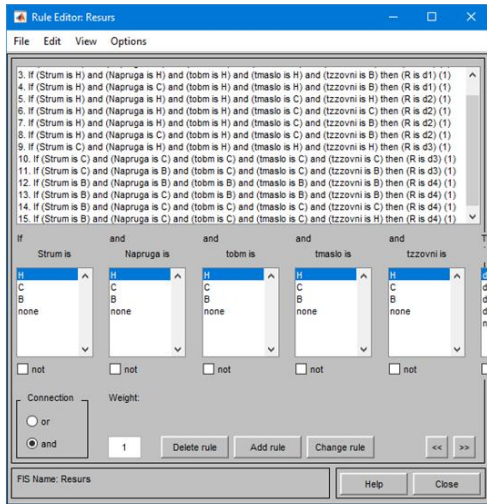 Rule Editor: Resurs
File Edit View Options
3. If (Strum is H) and (Napruga is H) and (tobm is H) and (tmaslo is H) and (tzzovni is B) then (R is d1) (1)
4. If (Strum is H) and (Napruga is C) and (tobm is H) and (tmaslo is C) and (tzzovni is B) then (R is d1) (1)
5. If (Strum is H) and (Napruga is H) and (tobm is C) and (tmaslo is H) and (tzzovni is H) then (R is d2) (1)
6. If (Strum is H) and (Napruga is C) and (tobm is H) and (tmaslo is C) and (tzzovni is C) then (R is d2) (1)
7. If (Strum is C) and (Napruga is H) and (tobm is H) and (tmaslo is C) and (tzzovni is B) then (R is d2) (1)
8. If (Strum is H) and (Napruga is C) and (tobm is C) and (tmaslo is B) and (tzzovni is C) then (R is d2) (1)
9. If (Strum is C) and (Napruga is H) and (tobm is C) and (tmaslo is H) and (tzzovni is H) then (R is d3) (1)
10. If (Strum is C) and (Napruga is C) and (tobm is C) and (tmaslo is C) and (tzzovni is C) then (R is d3) (1)
11. If (Strum is C) and (Napruga is B) and (tobm is C) and (tmaslo is B) and (tzzovni is C) then (R is d3) (1)
12. If (Strum is B) and (Napruga is B) and (tobm is B) and (tmaslo is B) and (tzzovni is C) then (R is d4) (1)
13. If (Strum is B) and (Napruga is C) and (tobm is B) and (tmaslo is C) and (tzzovni is B) then (R is d4) (1)
14. If (Strum is C) and (Napruga is B) and (tobm is C) and (tmaslo is B) and (tzzovni is C) then (R is d4) (1)
15. If (Strum is B) and (Napruga is C) and (tobm is C) and (tmaslo is C) and (tzzovni is H) then (R is d4) (1)
If and and and and
Strum is Napruga is tobm is tmaslo is tzzovni is
H H H H H
C C C C C
B B B B B
none none none none none
not not not not not
Connection Weight:
or
and 1 Delete rule Add rule Change rule << >>
FIS Name: Resurs Help Close